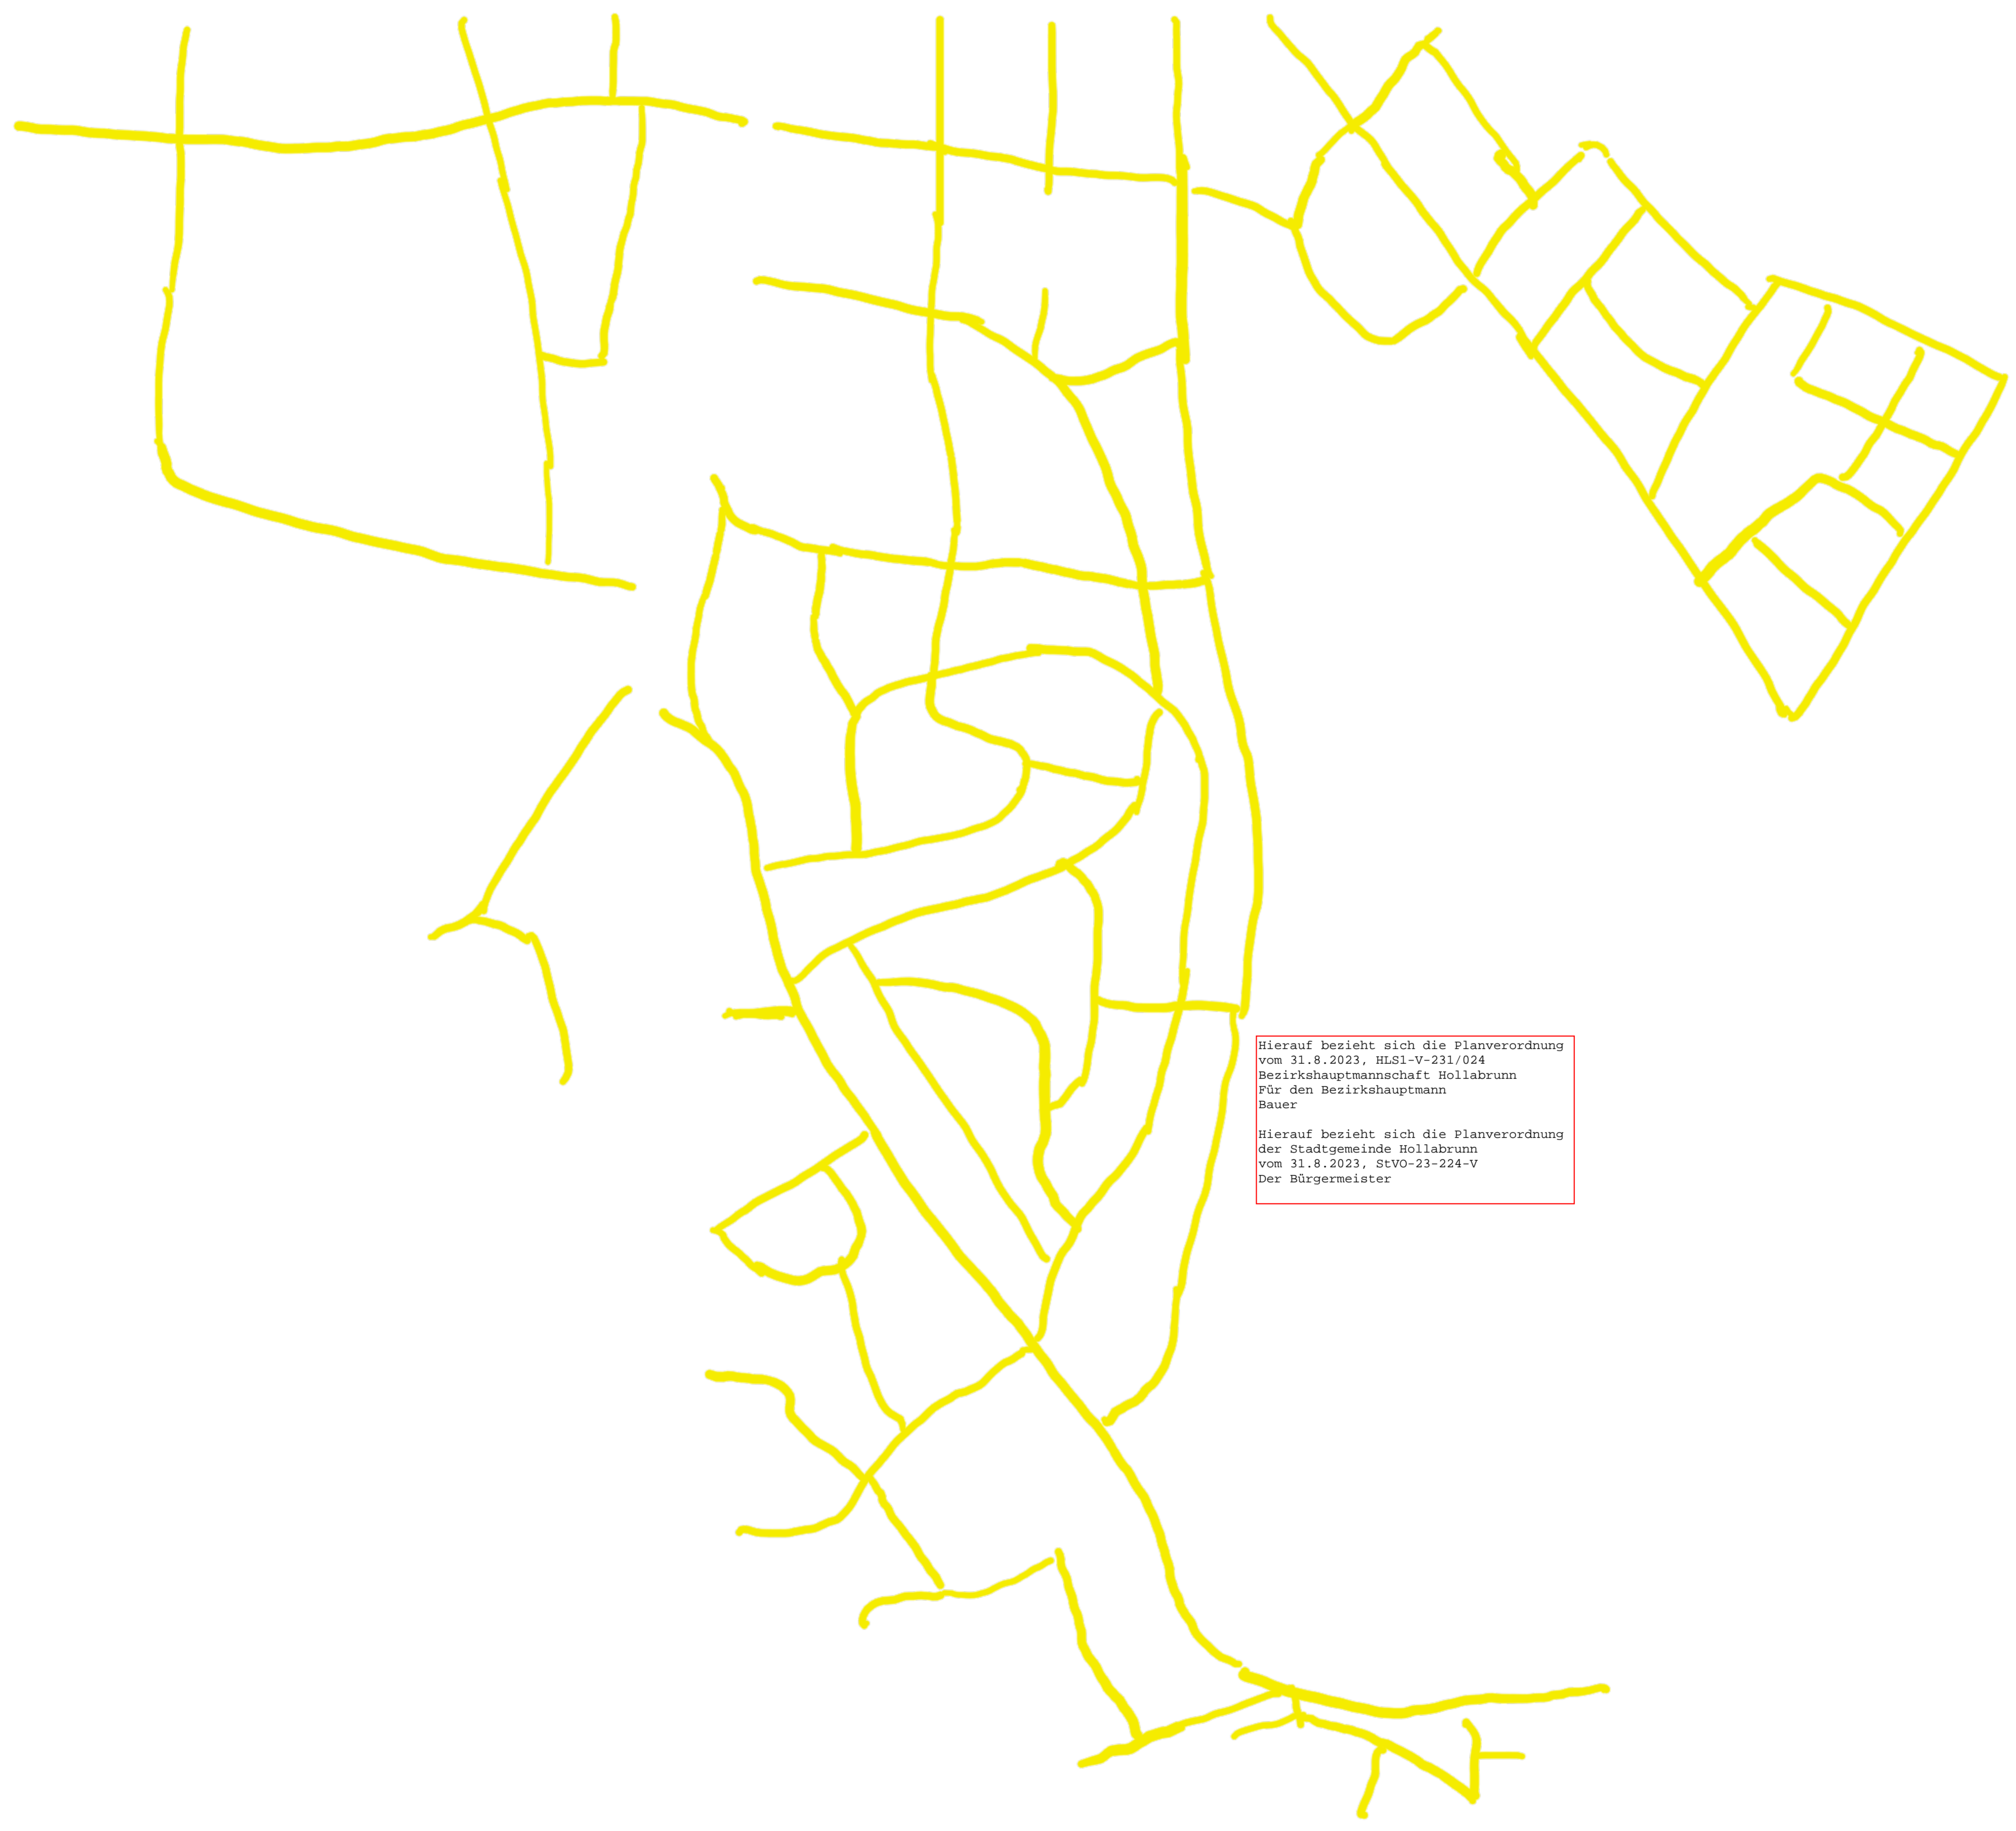 Hierauf bezieht sich die Planverordnung
vom 31.8.2023, HLS1-V-231/024
Bezirkshauptmannschaft Hollabrunn
Für den Bezirkshauptmann
Bauer

Hierauf bezieht sich die Planverordnung
der Stadtgemeinde Hollabrunn
vom 31.8.2023, StVO-23-224-V
Der Bürgermeister